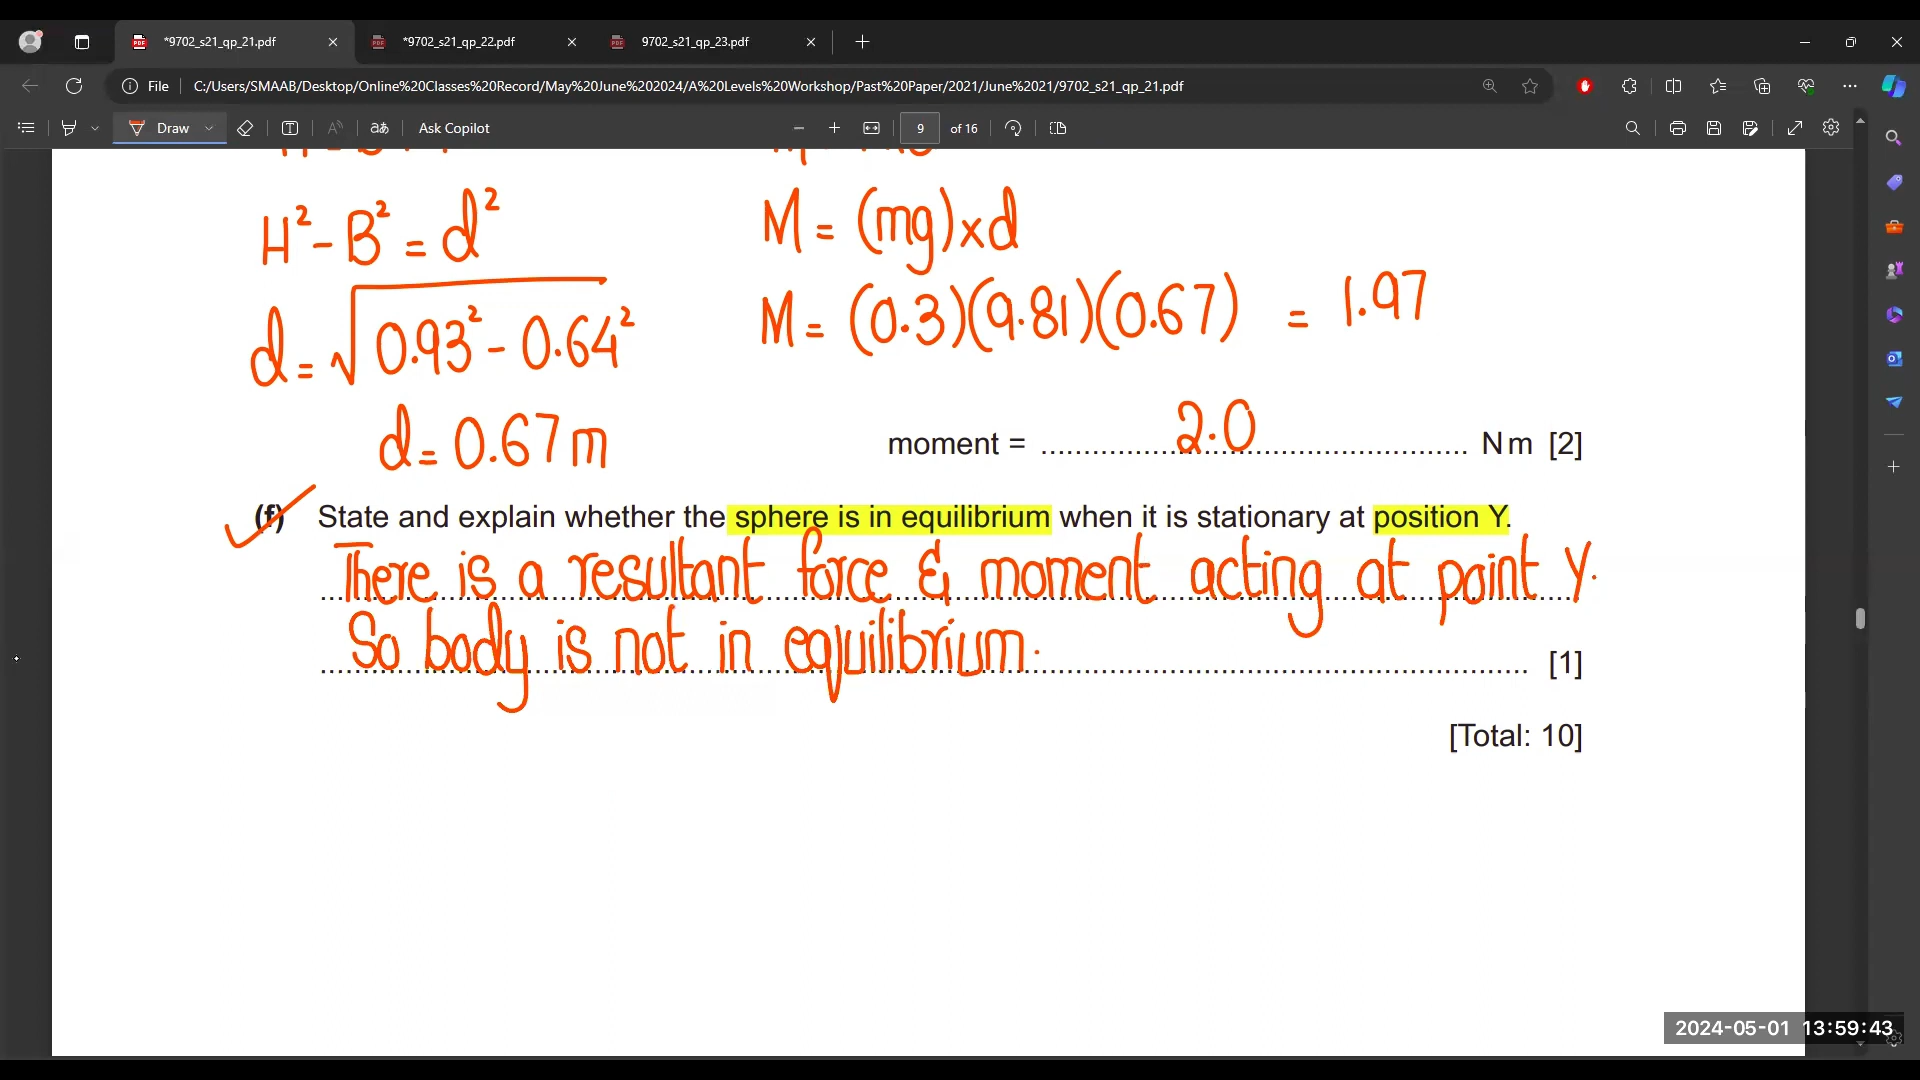 *9702_s21_qp_21.pdf
*9702_s21_qp_22.pdf
9702_s21_qp_23.pdf
File
C:/Users/SMAAB/Desktop/Online%20Classes%20Record/May%20June%202024/A%20Levels%20Workshop/Past%20Paper/2021/June%2021/9702_s21_qp_21.pdf
Draw
Ask Copilot
9
of 16
H² - B² = d²
M = (mg)×d
d = √0.93² - 0.64²
M = (0.3)(9.81)(0.67) = 1.97
d = 0.67m
moment = 2.0 N m [2]
(f) State and explain whether the sphere is in equilibrium when it is stationary at position Y.
There is a resultant force & moment acting at point Y.
So body is not in equilibrium.
[1]
[Total: 10]
2024-05-01 13:59:43